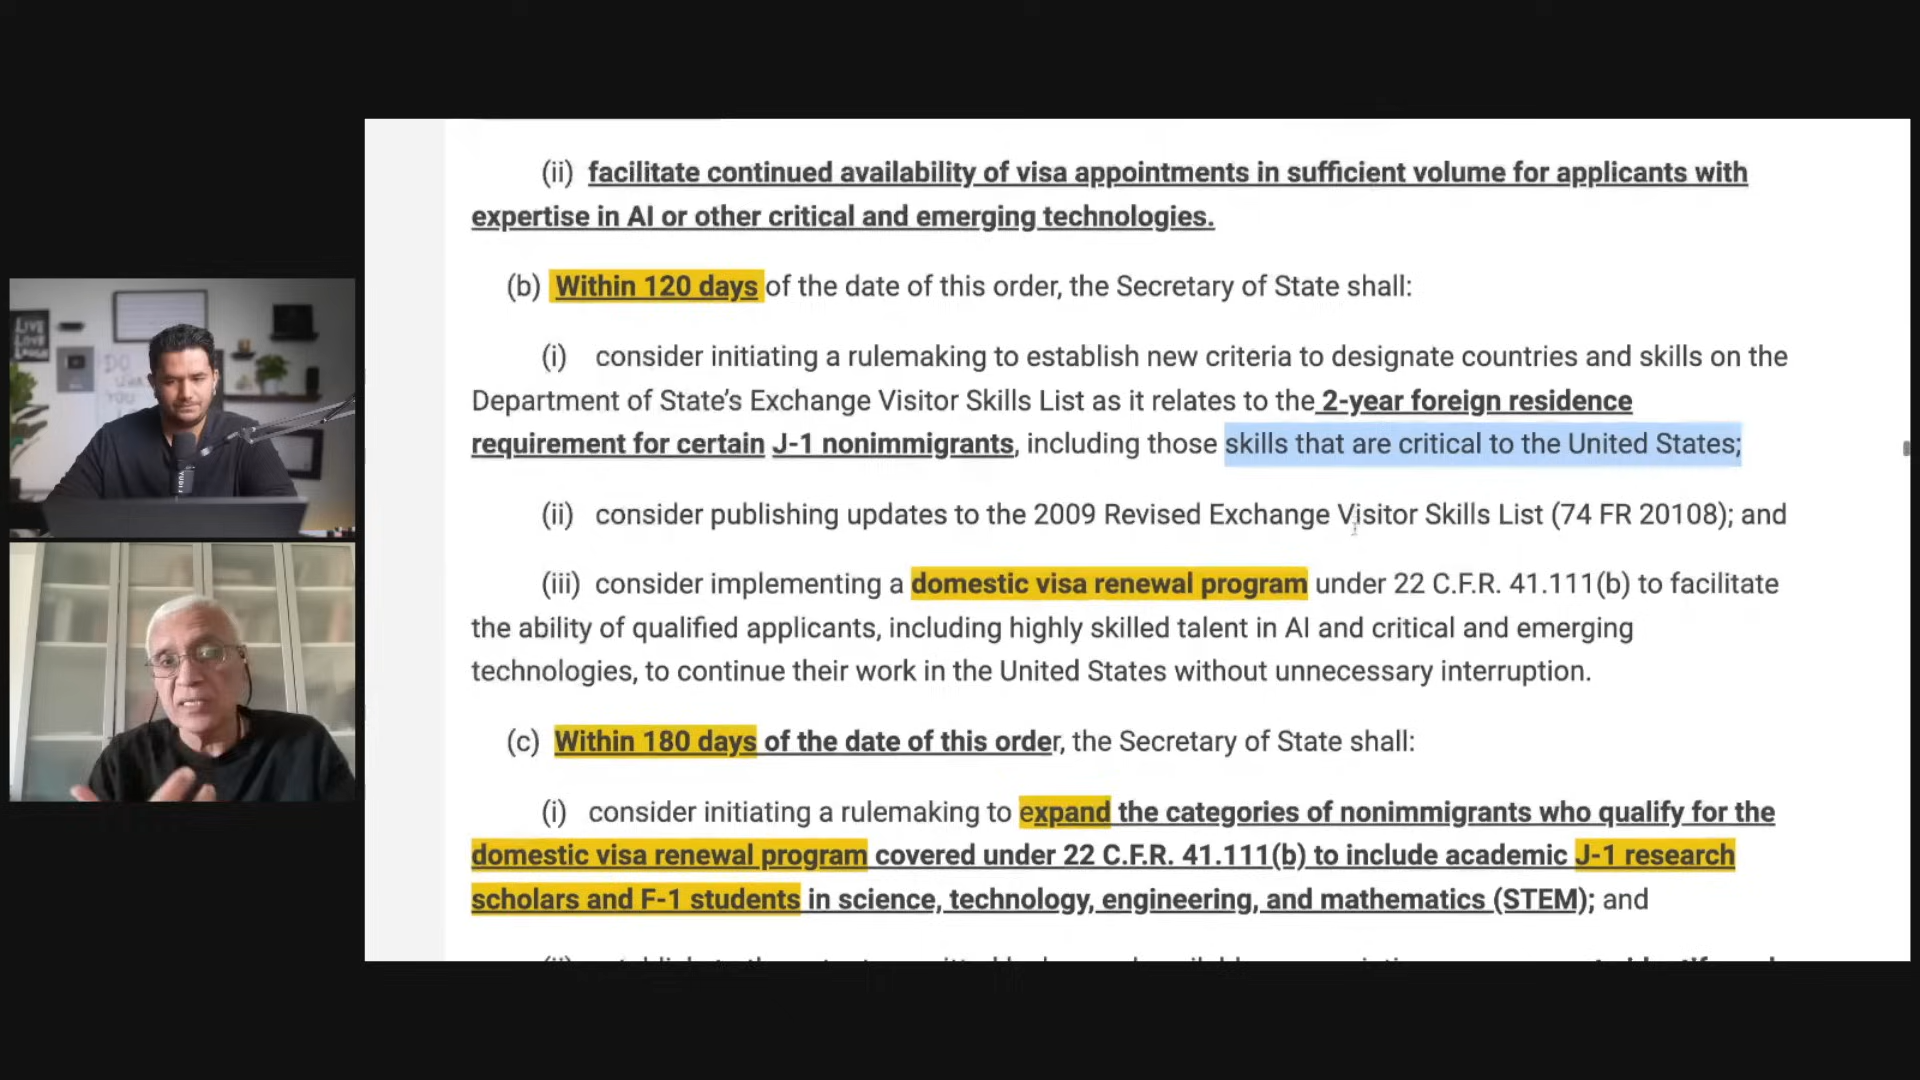 (ii) facilitate continued availability of visa appointments in sufficient volume for applicants with
expertise in AI or other critical and emerging technologies.
(b) Within 120 days of the date of this order, the Secretary of State shall:
(i) consider initiating a rulemaking to establish new criteria to designate countries and skills on the
Department of State’s Exchange Visitor Skills List as it relates to the 2-year foreign residence
requirement for certain J-1 nonimmigrants, including those skills that are critical to the United States;
(ii) consider publishing updates to the 2009 Revised Exchange Visitor Skills List (74 FR 20108); and
(iii) consider implementing a domestic visa renewal program under 22 C.F.R. 41.111(b) to facilitate
the ability of qualified applicants, including highly skilled talent in AI and critical and emerging
technologies, to continue their work in the United States without unnecessary interruption.
(c) Within 180 days of the date of this order, the Secretary of State shall:
(i) consider initiating a rulemaking to expand the categories of nonimmigrants who qualify for the
domestic visa renewal program covered under 22 C.F.R. 41.111(b) to include academic J-1 research
scholars and F-1 students in science, technology, engineering, and mathematics (STEM); and
LIVE
LOVE
DO
YOU